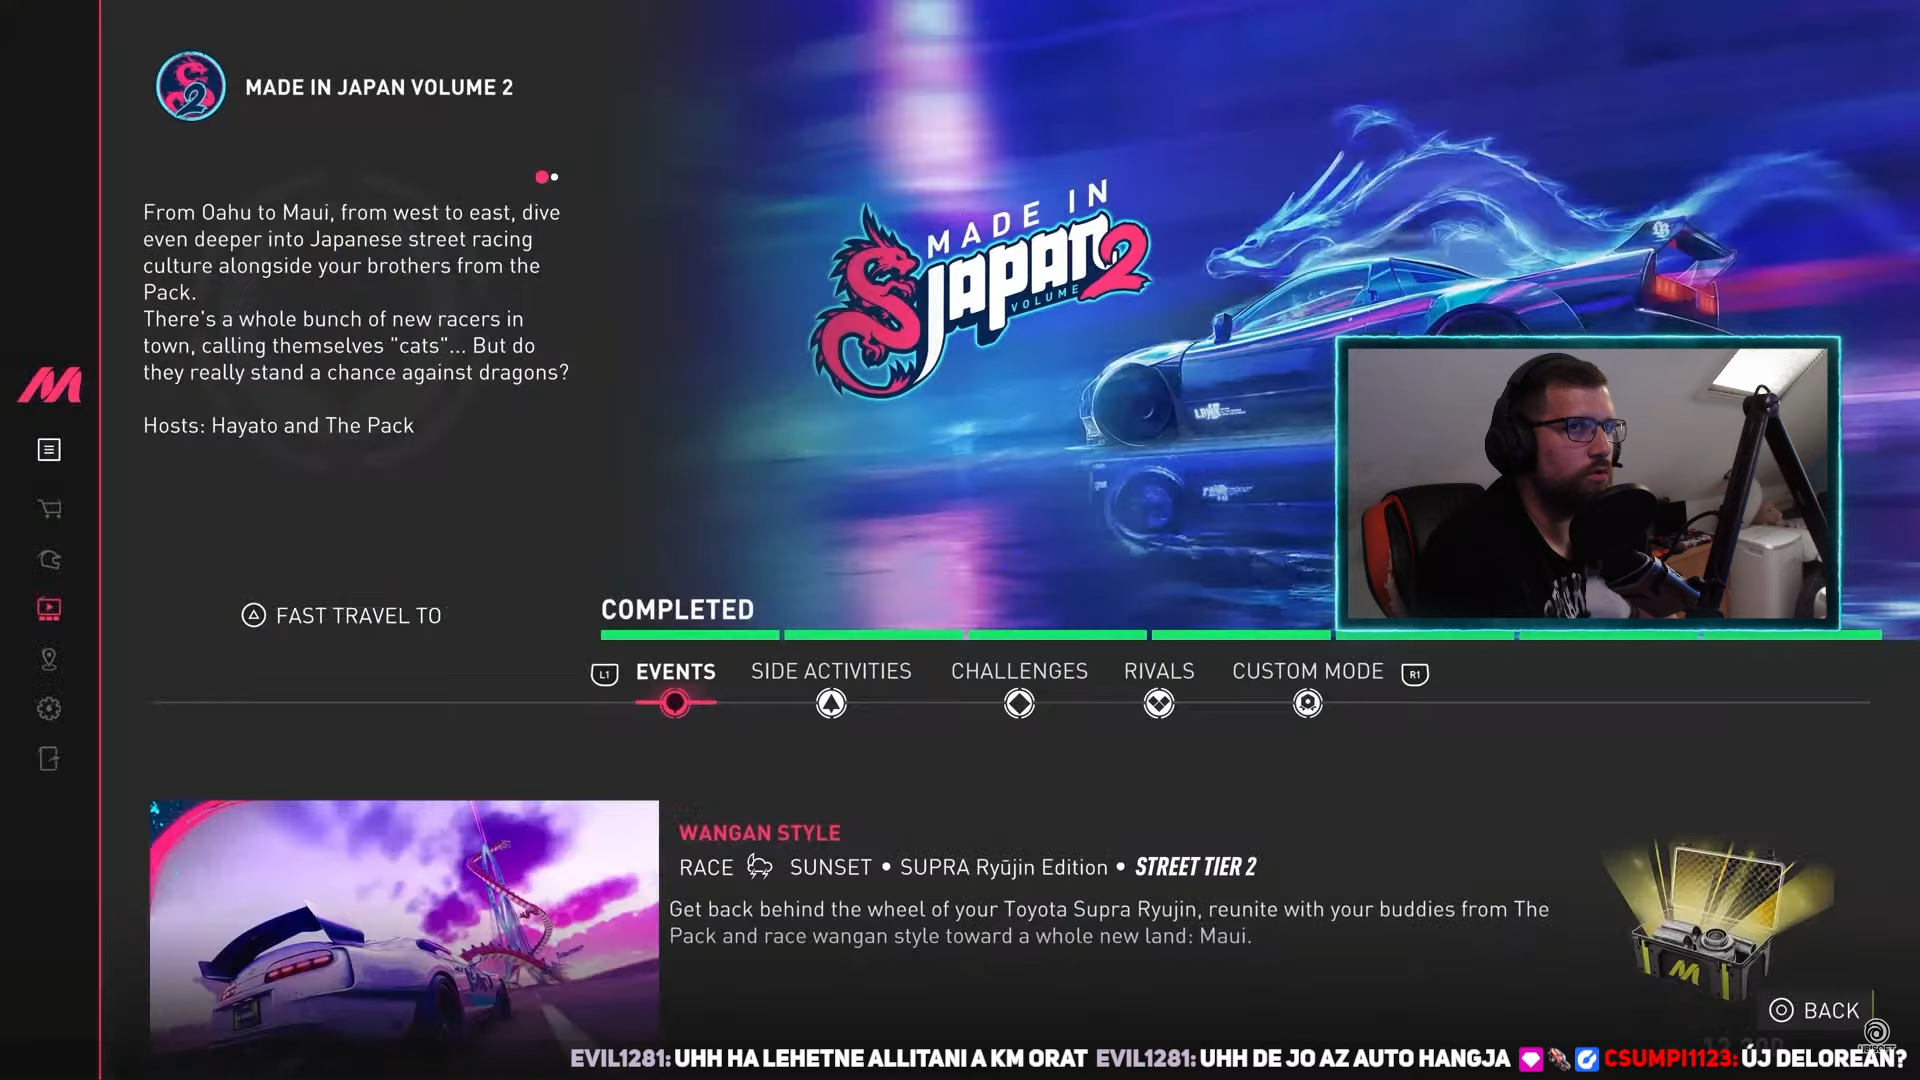 MADE IN JAPAN VOLUME 2
From Oahu to Maui, from west to east, dive
even deeper into Japanese street racing
culture alongside your brothers from the
Pack.
There's a whole bunch of new racers in
town, calling themselves "cats"... But do
they really stand a chance against dragons?
Hosts: Hayato and The Pack
FAST TRAVEL TO
MADE IN
JAPAN 2
VOLUME
COMPLETED
L1 EVENTS SIDE ACTIVITIES CHALLENGES RIVALS CUSTOM MODE R1
WANGAN STYLE
RACE SUNSET • SUPRA Ryūjin Edition • STREET TIER 2
Get back behind the wheel of your Toyota Supra Ryujin, reunite with your buddies from The
Pack and race wangan style toward a whole new land: Maui.
BACK
UBISOFT
EVIL1281: UHH HA LEHETNE ALLITANI A KM ORAT EVIL1281: UHH DE JO AZ AUTO HANGJA CSUMPI1123: ÚJ DELOREAN?